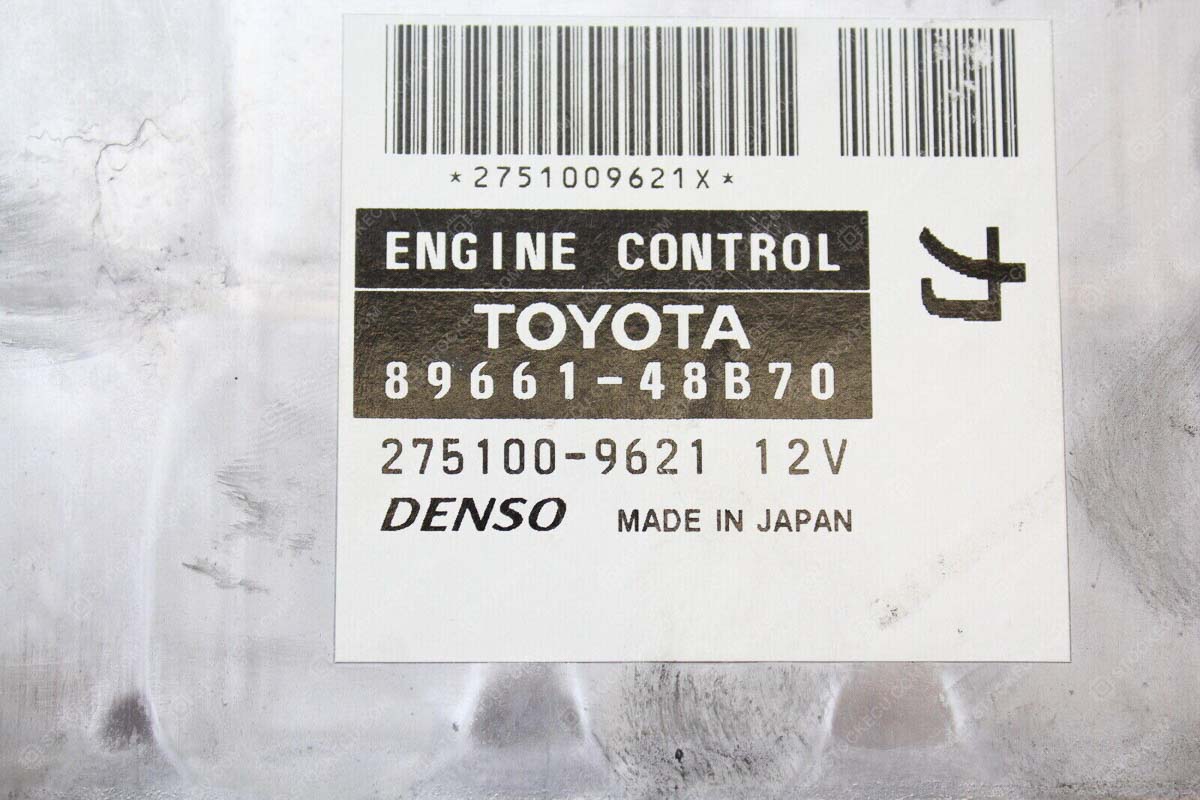 *2751009621X*
ENGINE CONTROL
TOYOTA
89661-48B70
275100-9621 12V
DENSO MADE IN JAPAN